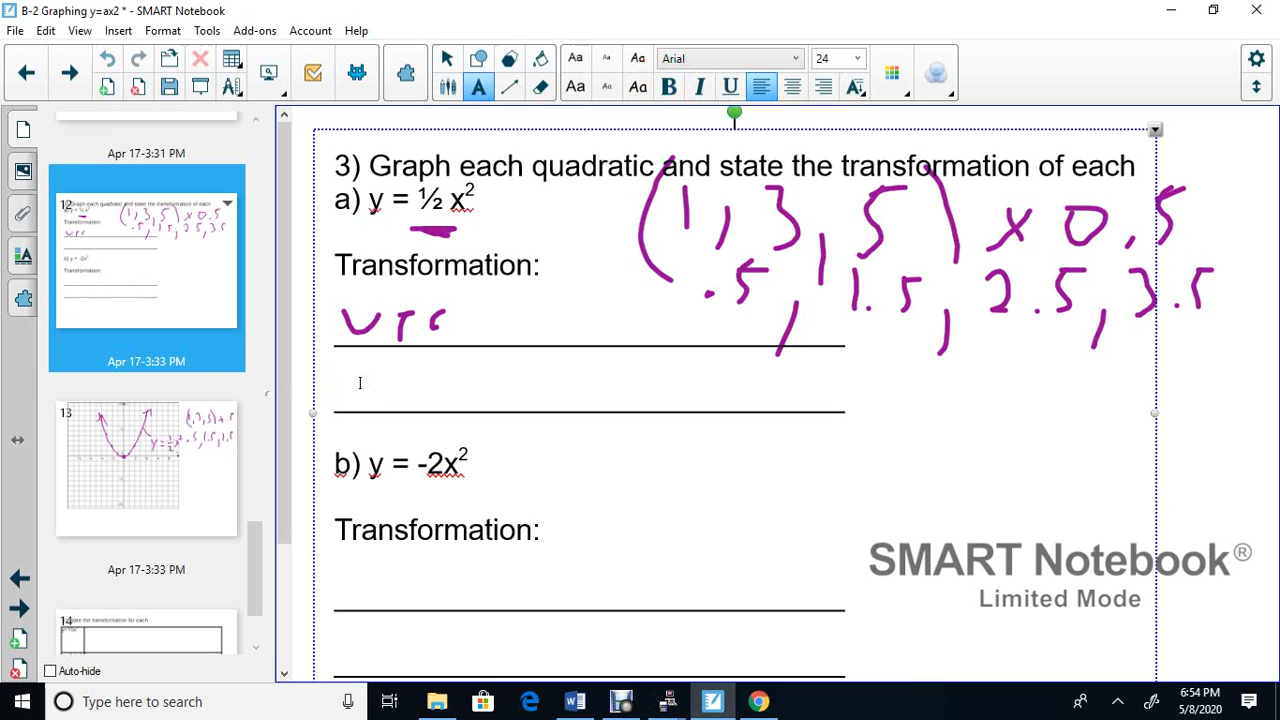 B-2 Graphing y=ax2 * - SMART Notebook
File Edit View Insert Format Tools Add-ons Account Help
Arial 24
Apr 17-3:31 PM
12
Apr 17-3:33 PM
13
Apr 17-3:33 PM
14
Auto-hide
3) Graph each quadratic and state the transformation of each
a) y = ½ x²
(1, 3, 5) x 0.5
Transformation:
.5, 1.5, 2.5, 3.5
b) y = -2x²
Transformation:
SMART Notebook®
Limited Mode
Type here to search
6:54 PM
5/8/2020